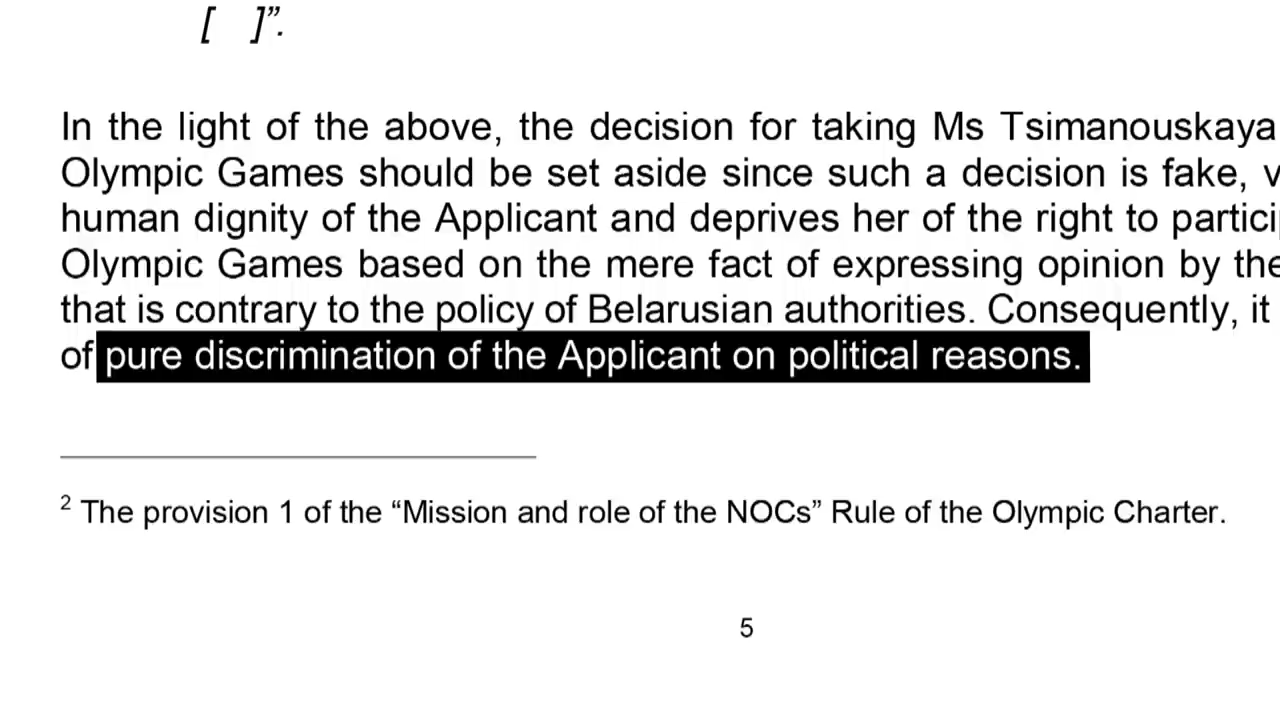 [ ]”.
In the light of the above, the decision for taking Ms Tsimanouskaya
Olympic Games should be set aside since such a decision is fake,
human dignity of the Applicant and deprives her of the right to
Olympic Games based on the mere fact of expressing opinion by
that is contrary to the policy of Belarusian authorities. Consequently, it
of pure discrimination of the Applicant on political reasons.
2 The provision 1 of the “Mission and role of the NOCs” Rule of the Olympic Charter.
5